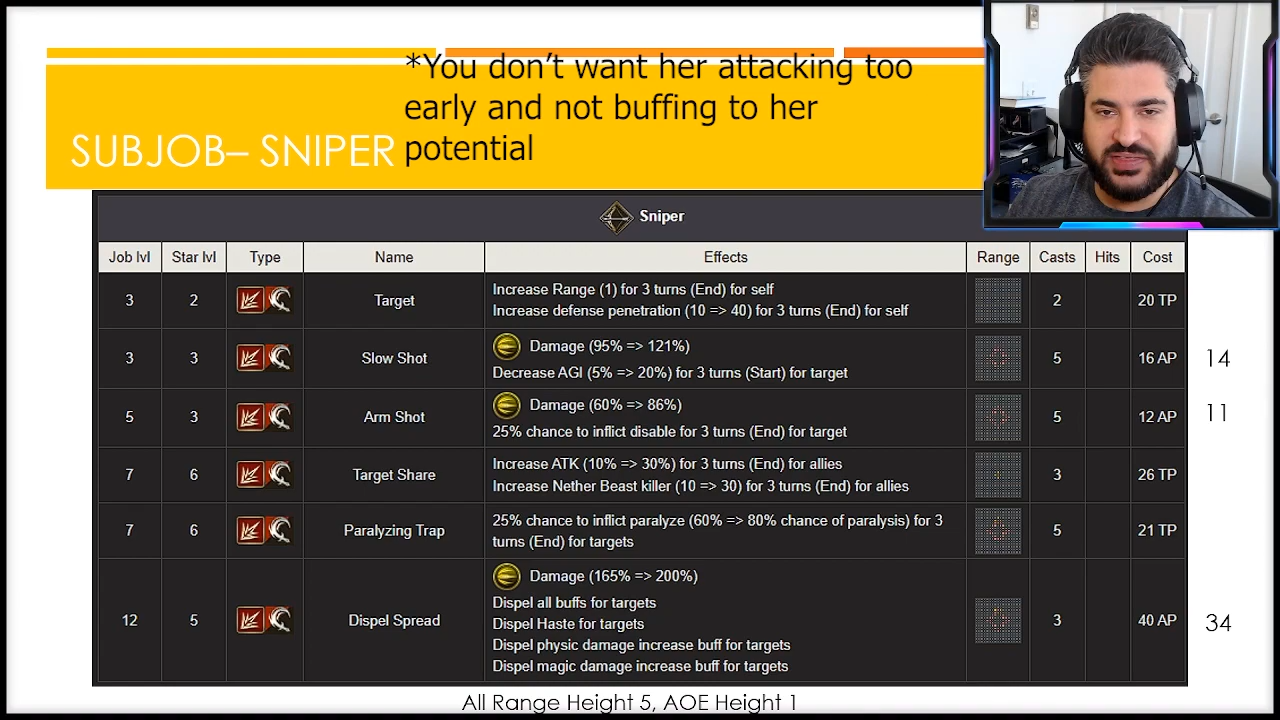 *You don't want her attacking too
early and not buffing to her
potential
SUBJOB– SNIPER
Sniper
Job lvl Star lvl Type Name Effects Range Casts Hits Cost
3 2 Target Increase Range (1) for 3 turns (End) for self 2 20 TP
Increase defense penetration (10 => 40) for 3 turns (End) for self
3 3 Slow Shot Damage (95% => 121%) 5 16 AP 14
Decrease AGI (5% => 20%) for 3 turns (Start) for target
5 3 Arm Shot Damage (60% => 86%) 5 12 AP 11
25% chance to inflict disable for 3 turns (End) for target
7 6 Target Share Increase ATK (10% => 30%) for 3 turns (End) for allies 3 26 TP
Increase Nether Beast killer (10 => 30) for 3 turns (End) for allies
7 6 Paralyzing Trap 25% chance to inflict paralyze (60% => 80% chance of paralysis) for 3 5 21 TP
turns (End) for targets
12 5 Dispel Spread Damage (165% => 200%) 3 40 AP 34
Dispel all buffs for targets
Dispel Haste for targets
Dispel physic damage increase buff for targets
Dispel magic damage increase buff for targets
All Range Height 5, AOE Height 1